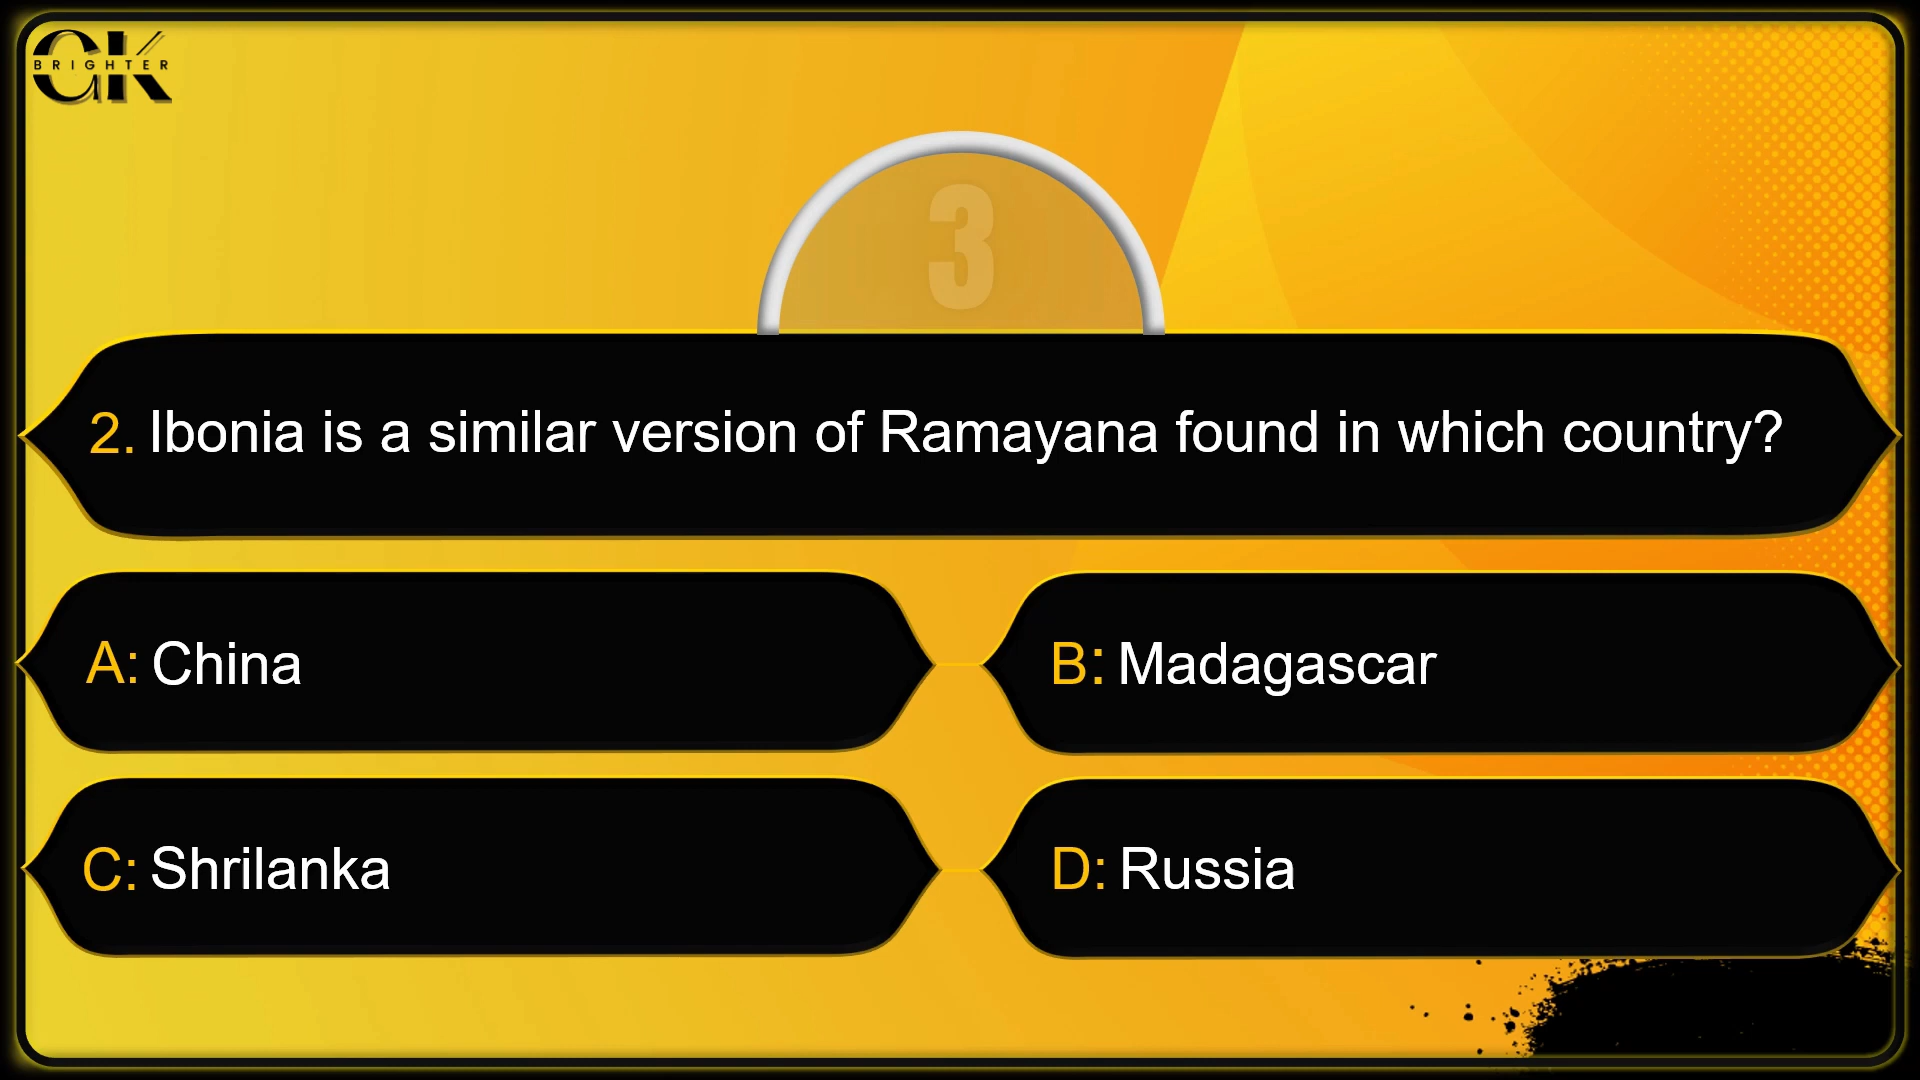 GK
BRIGHTER
3
2. Ibonia is a similar version of Ramayana found in which country?
A: China
B: Madagascar
C: Shrilanka
D: Russia